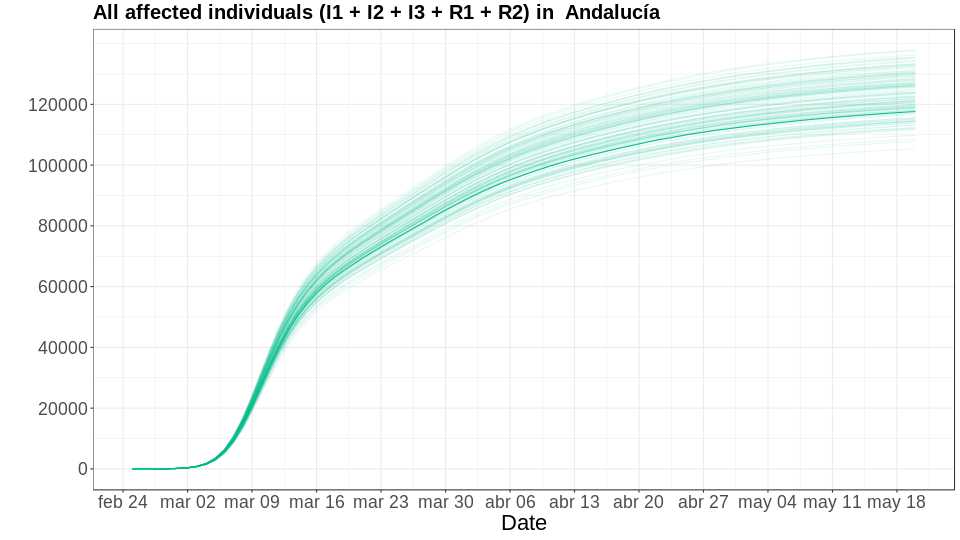 All affected individuals (I1 + I2 + I3 + R1 + R2) in  Andalucía
120000
100000
80000
60000
40000
20000
0
feb 24 mar 02 mar 09 mar 16 mar 23 mar 30 abr 06 abr 13 abr 20 abr 27 may 04 may 11 may 18
Date